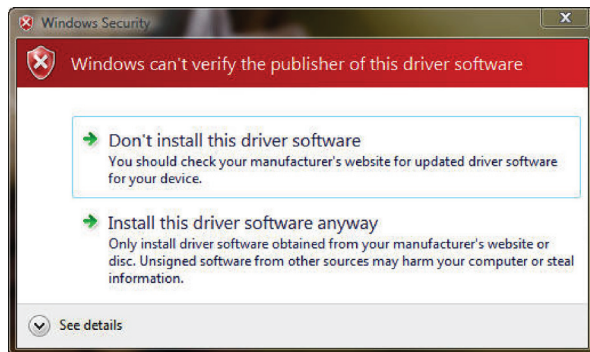 Windows Security
Windows can't verify the publisher of this driver software
Don't install this driver software
You should check your manufacturer's website for updated driver software
for your device.
Install this driver software anyway
Only install driver software obtained from your manufacturer's website or
disc. Unsigned software from other sources may harm your computer or steal
information.
See details